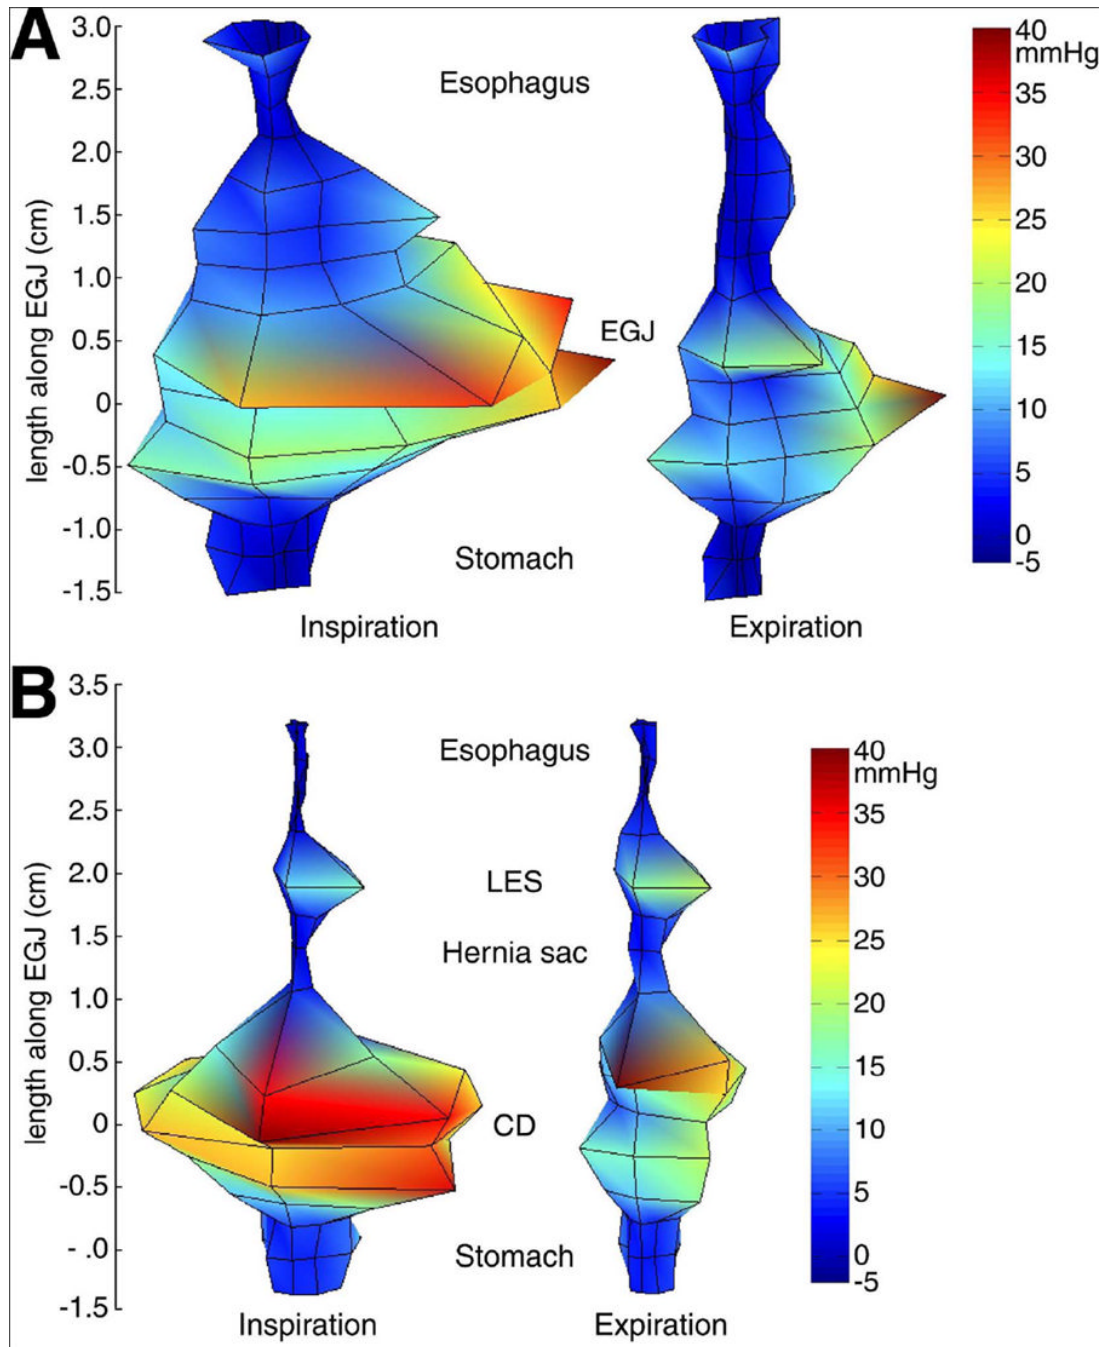 A
3.0
2.5
2.0
1.5
1.0
0.5
0
-0.5
-1.0
-1.5
length along EGJ (cm)
Esophagus
EGJ
Stomach
Inspiration
Expiration
40
mmHg
35
30
25
20
15
10
5
0
-5
B
3.5
3.0
2.5
2.0
1.5
1.0
0.5
0
-0.5
- .0
-1.5
length along EGJ (cm)
Esophagus
LES
Hernia sac
CD
Stomach
Inspiration
Expiration
40
mmHg
35
30
25
20
15
10
5
0
-5